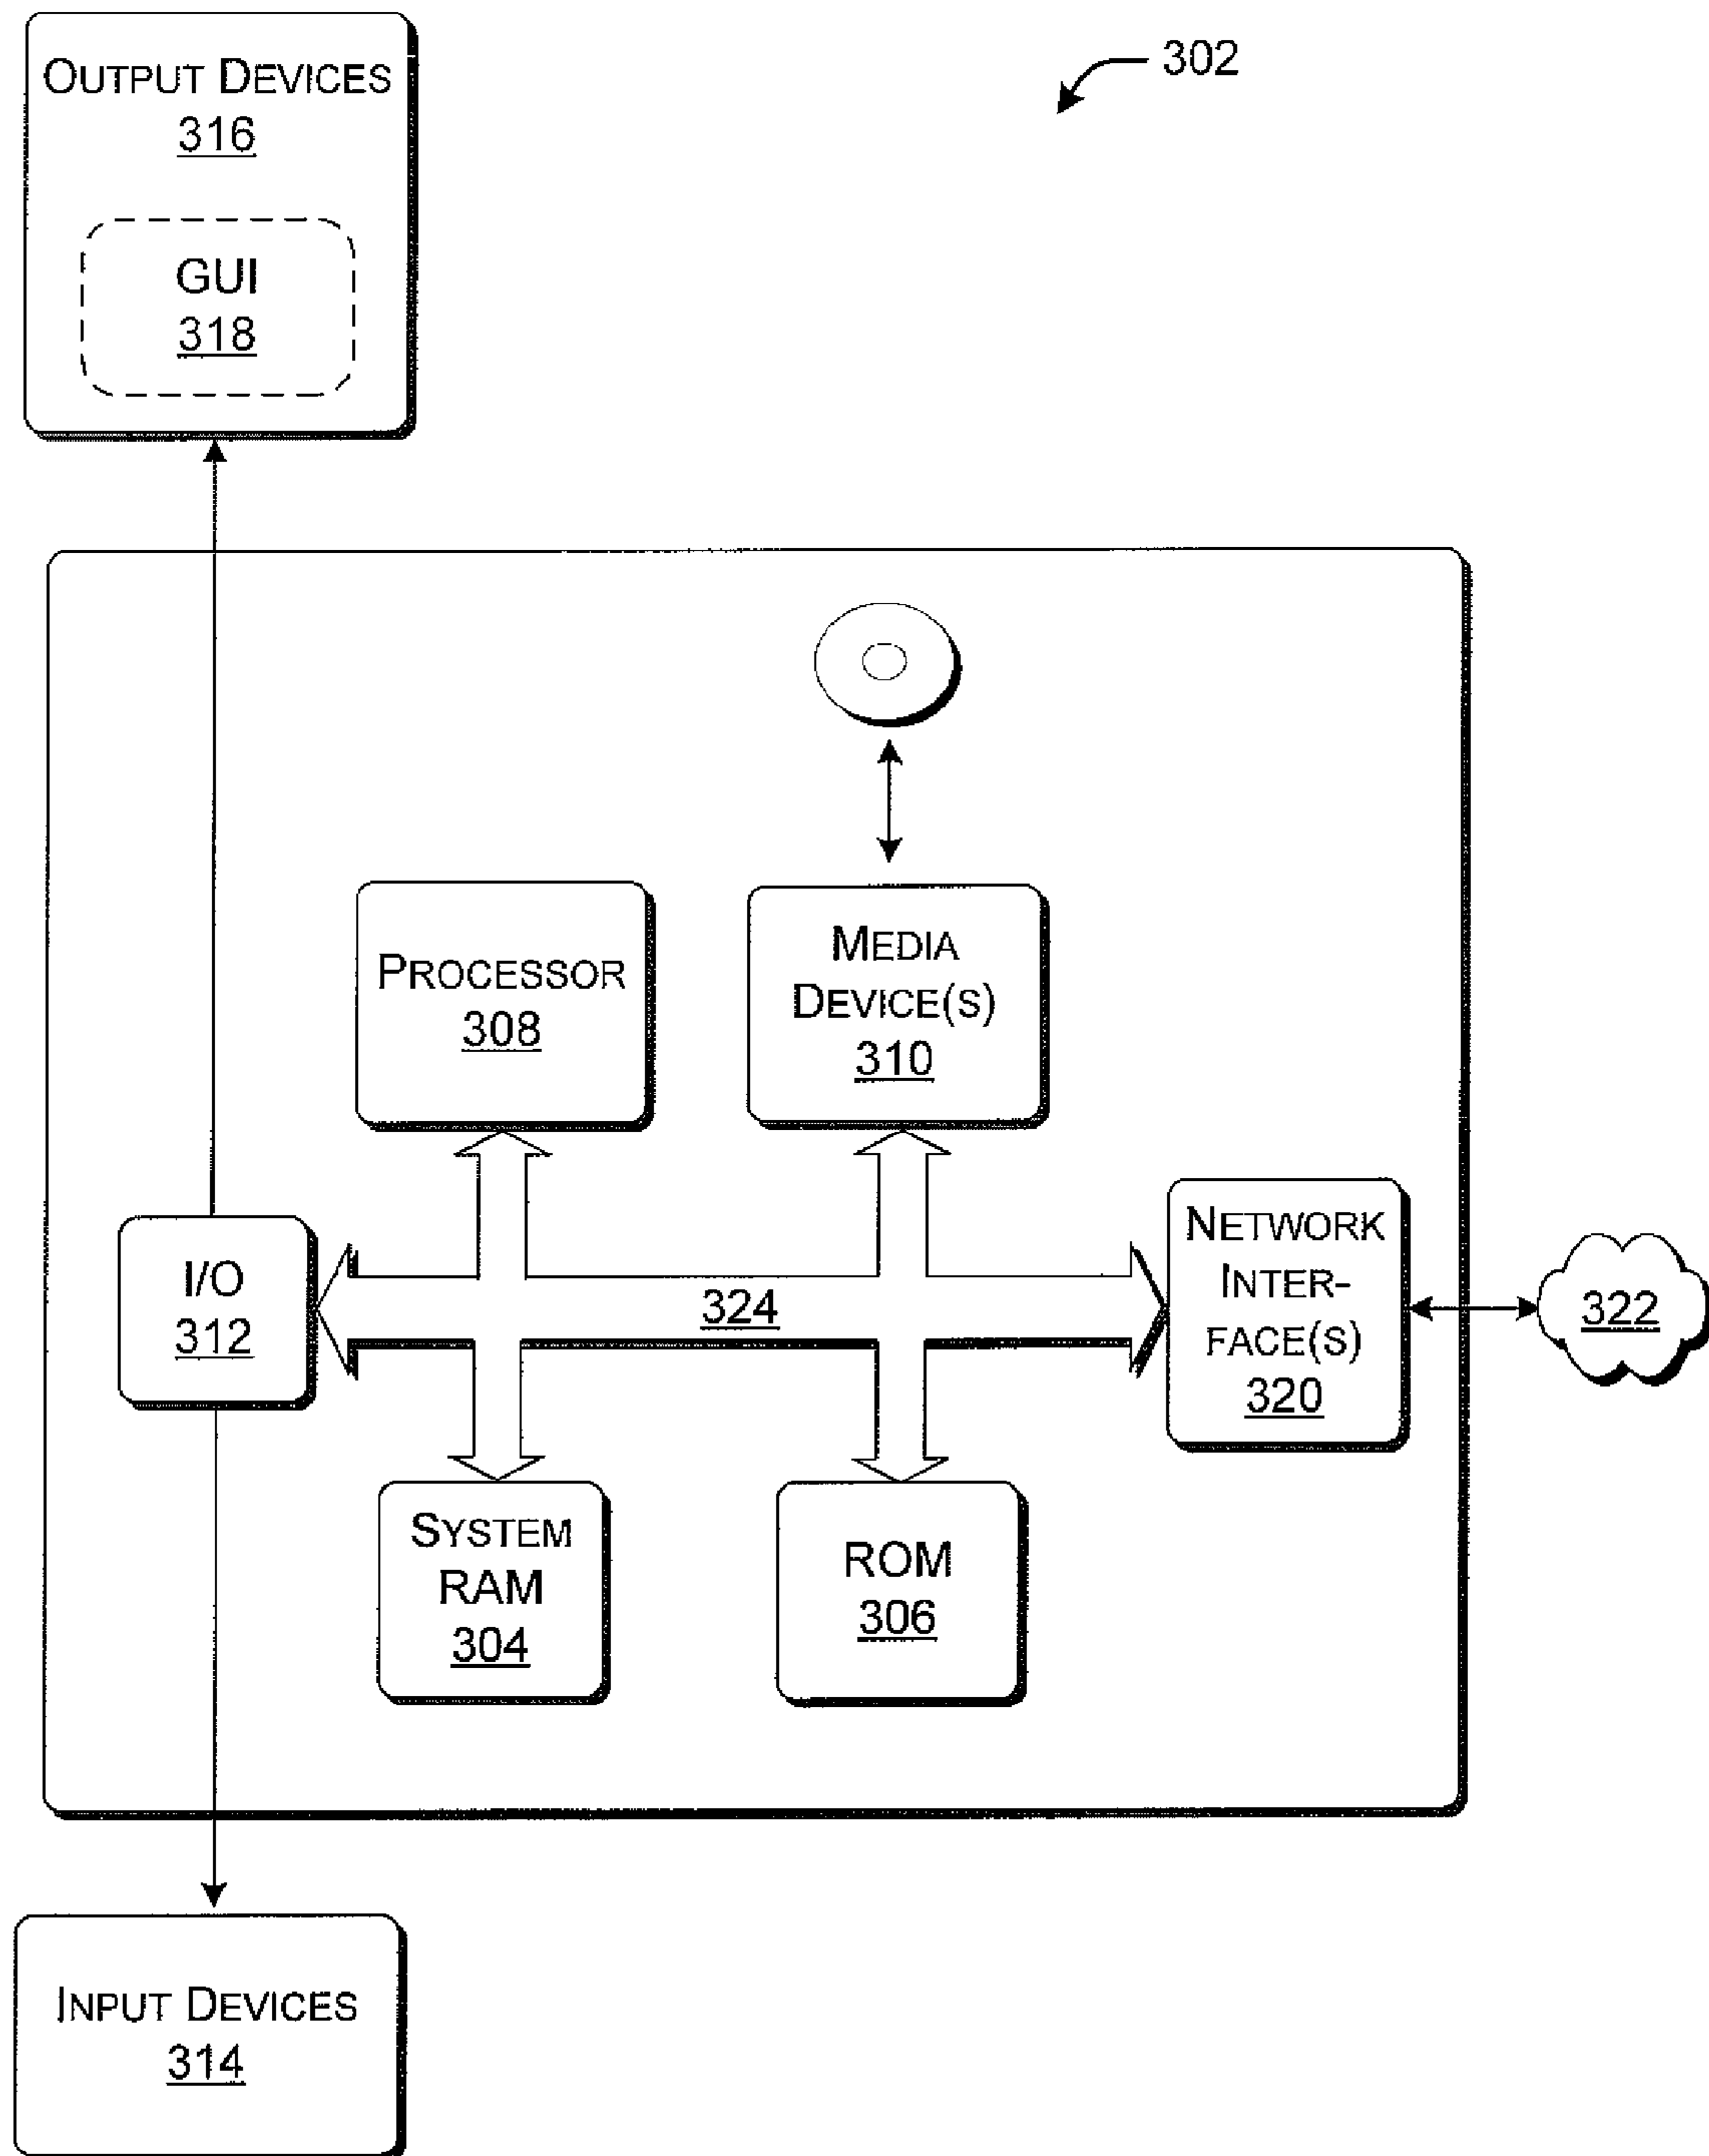 OUTPUT DEVICES
316
GUI
318
302
PROCESSOR
308
MEDIA
DEVICE(S)
310
I/O
312
324
NETWORK
INTER-
FACE(S)
320
322
SYSTEM
RAM
304
ROM
306
INPUT DEVICES
314